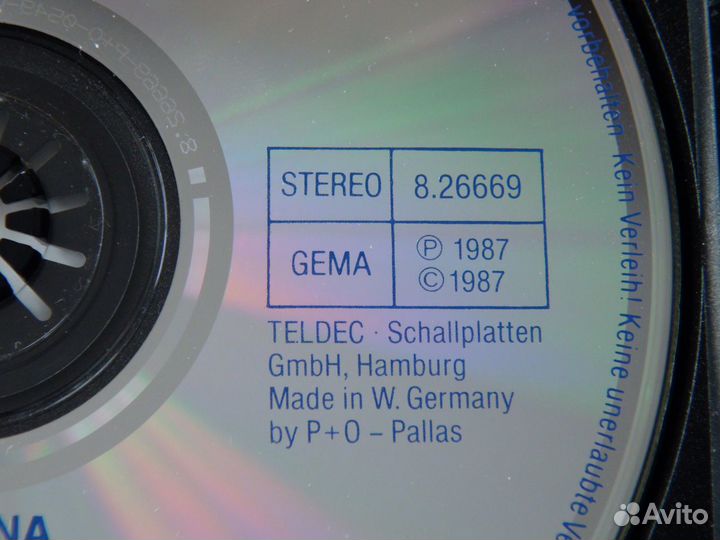 STEREO 8.26669
GEMA ℗ 1987
© 1987
TELDEC · Schallplatten
GmbH, Hamburg
Made in W. Germany
by P+O – Pallas
vorbehalten · Kein Verleih! Keine unerlaubte
NA
Avito